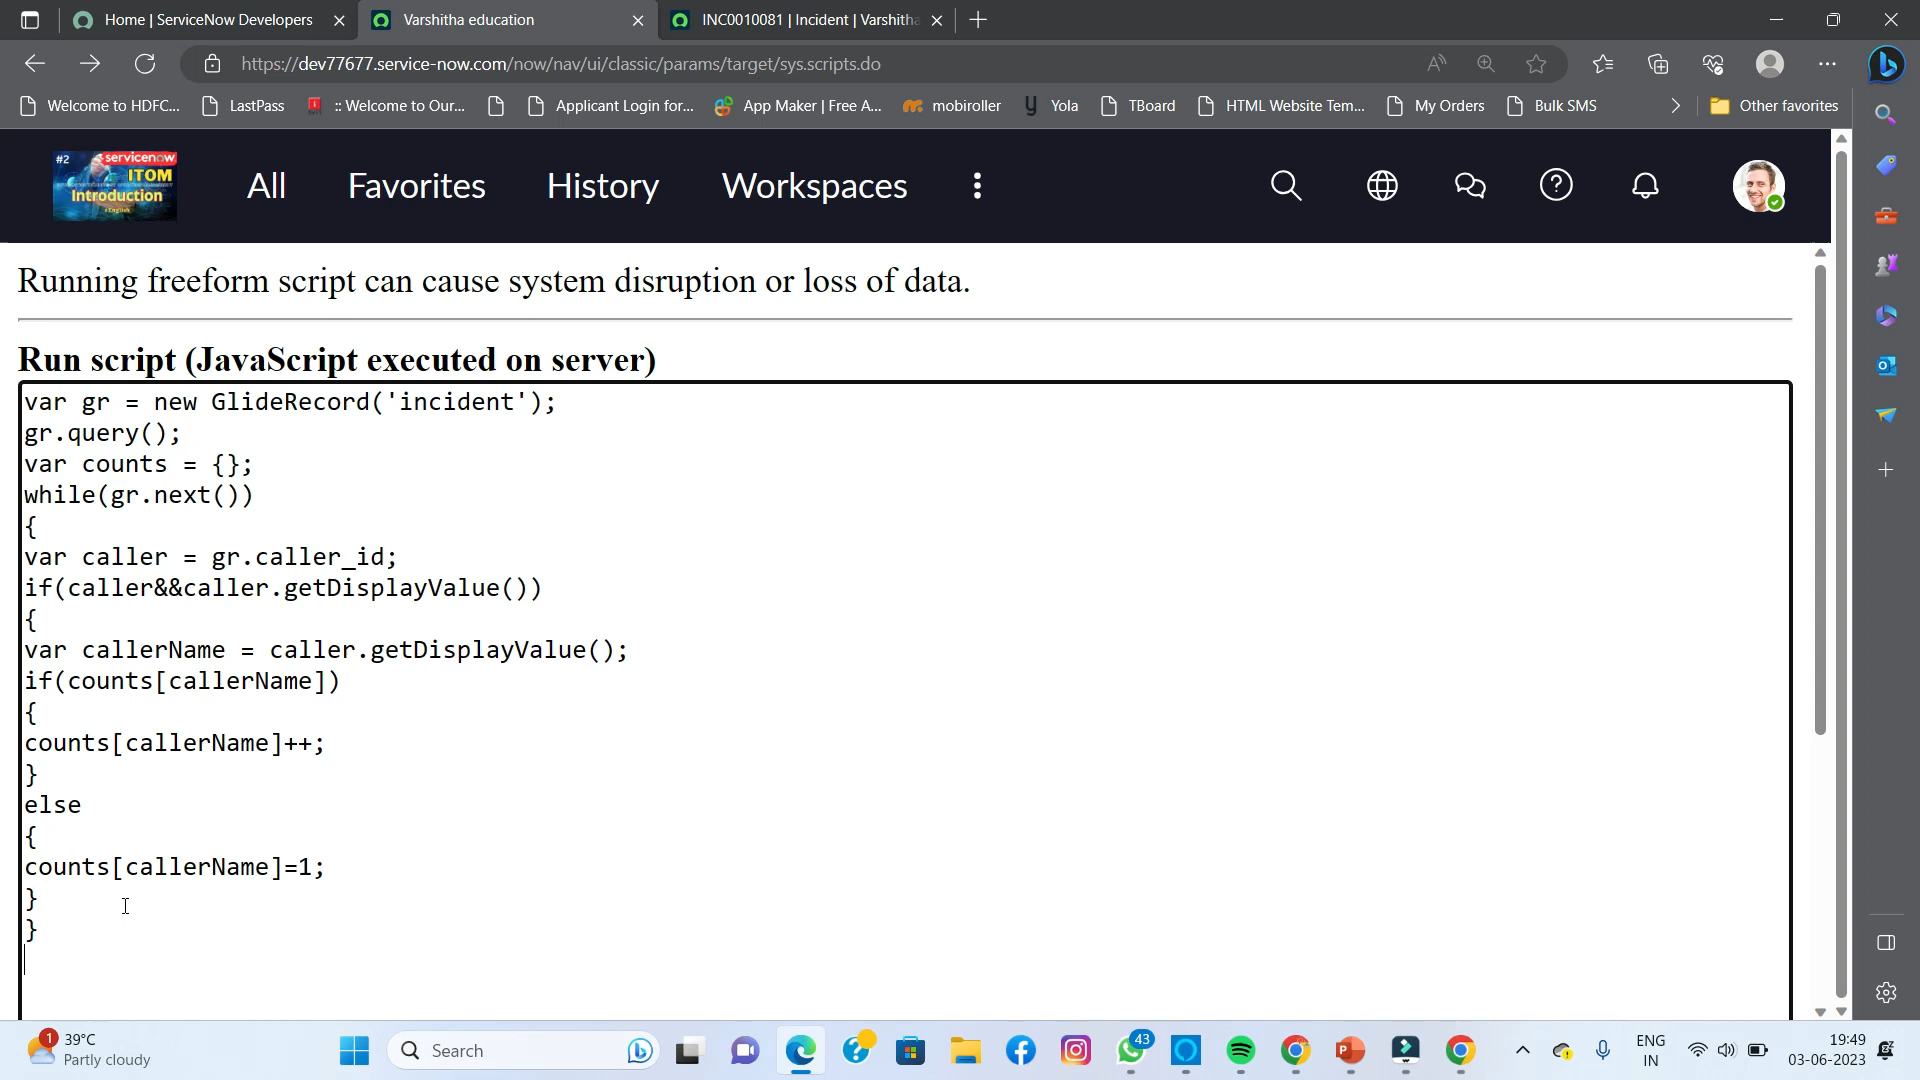 Home | ServiceNow Developers
Varshitha education
INC0010081 | Incident | Varshitha
https://dev77677.service-now.com/now/nav/ui/classic/params/target/sys.scripts.do
Welcome to HDFC...
LastPass
:: Welcome to Our...
Applicant Login for...
App Maker | Free A...
mobiroller
Yola
TBoard
HTML Website Tem...
My Orders
Bulk SMS
Other favorites
#2 servicenow
ITOM
Introduction
All
Favorites
History
Workspaces
Running freeform script can cause system disruption or loss of data.
Run script (JavaScript executed on server)
var gr = new GlideRecord('incident');
gr.query();
var counts = {};
while(gr.next())
{
var caller = gr.caller_id;
if(caller&&caller.getDisplayValue())
{
var callerName = caller.getDisplayValue();
if(counts[callerName])
{
counts[callerName]++;
}
else
{
counts[callerName]=1;
}
}
1
39°C
Partly cloudy
Search
43
ENG
IN
19:49
03-06-2023